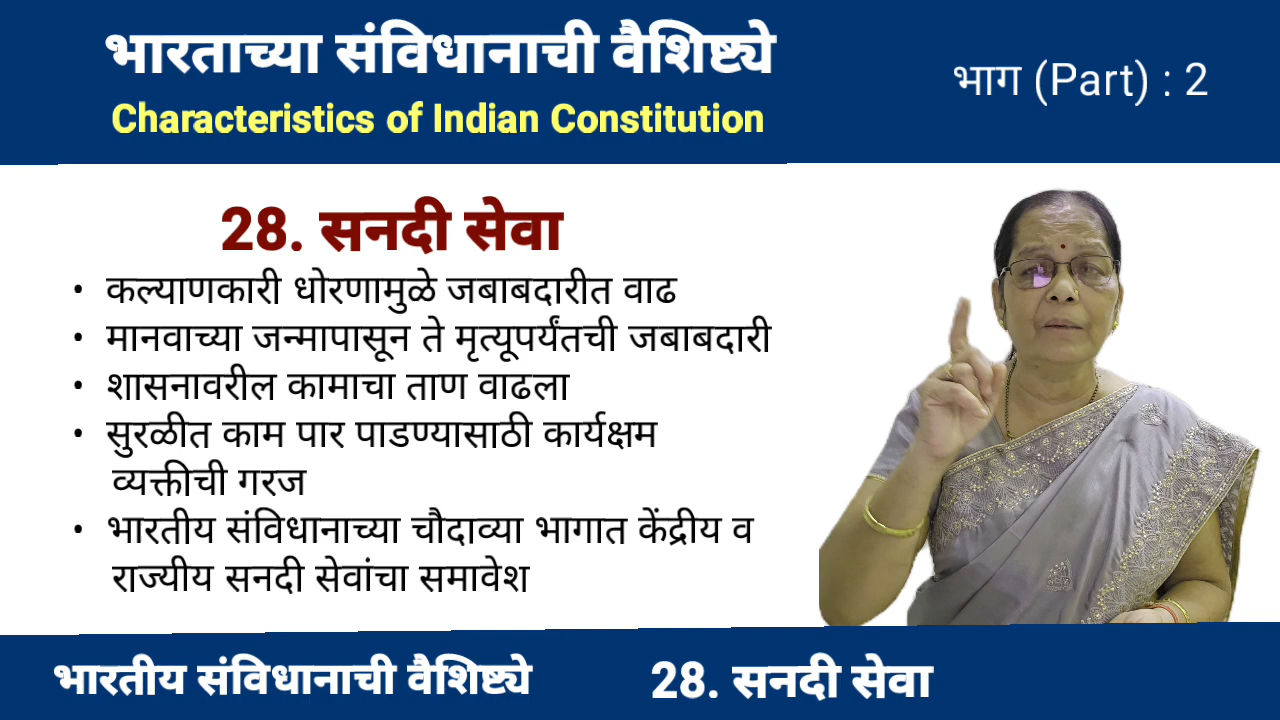 भारताच्या संविधानाची वैशिष्ट्ये
Characteristics of Indian Constitution
भाग (Part) : 2
28. सनदी सेवा
• कल्याणकारी धोरणामुळे जबाबदारीत वाढ
• मानवाच्या जन्मापासून ते मृत्यूपर्यंतची जबाबदारी
• शासनावरील कामाचा ताण वाढला
• सुरळीत काम पार पाडण्यासाठी कार्यक्षम
व्यक्तीची गरज
• भारतीय संविधानाच्या चौदाव्या भागात केंद्रीय व
राज्यीय सनदी सेवांचा समावेश
भारतीय संविधानाची वैशिष्ट्ये
28. सनदी सेवा